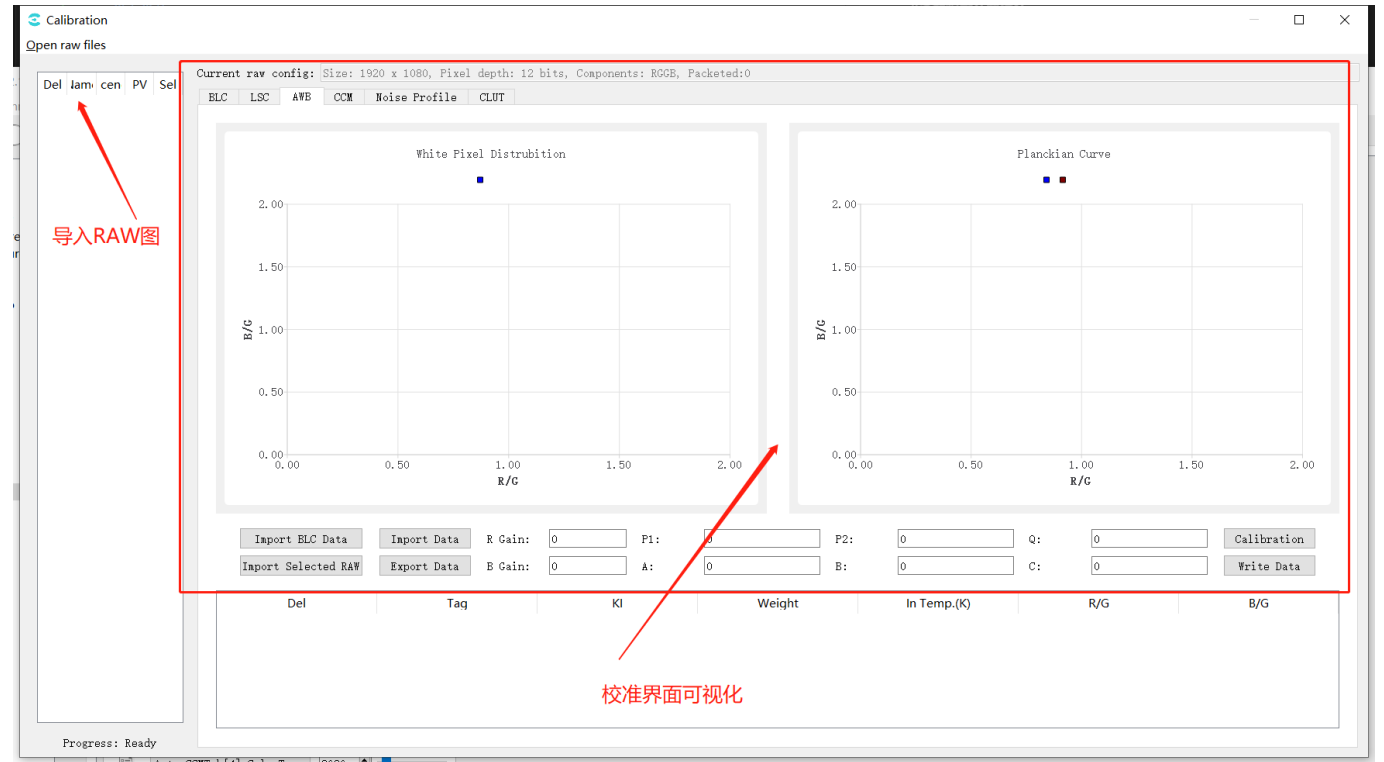 Calibration
Open raw files
Del Nam cen PV Sel
Current raw config: Size: 1920 x 1080, Pixel depth: 12 bits, Components: RGGB, Packeted:0
BLC LSC AWB CCM Noise Profile CLUT
White Pixel Distrubition
2.00
1.50
B/G 1.00
0.50
0.00
0.00 0.50 1.00 1.50 2.00
R/G
Planckian Curve
2.00
1.50
B/G 1.00
0.50
0.00
0.00 0.50 1.00 1.50 2.00
R/G
导入RAW图
Import BLC Data Import Data R Gain: 0 P1: 0 P2: 0 Q: 0 Calibration
Import Selected RAW Export Data B Gain: 0 A: 0 B: 0 C: 0 Write Data
Del Tag KI Weight In Temp.(K) R/G B/G
校准界面可视化
Progress: Ready